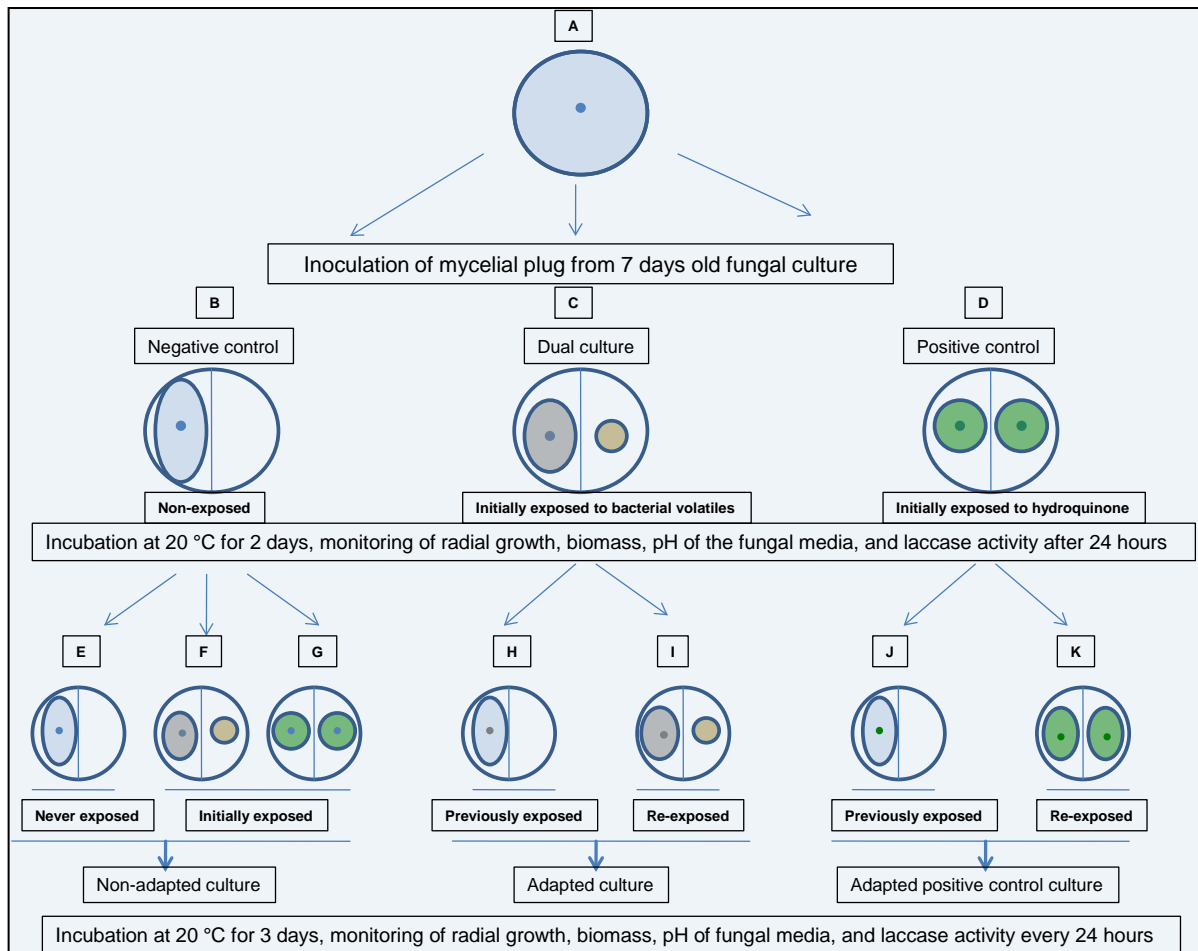 A
Inoculation of mycelial plug from 7 days old fungal culture
B
C
D
Negative control
Dual culture
Positive control
Non-exposed
Initially exposed to bacterial volatiles
Initially exposed to hydroquinone
Incubation at 20 °C for 2 days, monitoring of radial growth, biomass, pH of the fungal media, and laccase activity after 24 hours
E
F
G
H
I
J
K
Never exposed
Initially exposed
Previously exposed
Re-exposed
Previously exposed
Re-exposed
Non-adapted culture
Adapted culture
Adapted positive control culture
Incubation at 20 °C for 3 days, monitoring of radial growth, biomass, pH of fungal media, and laccase activity every 24 hours